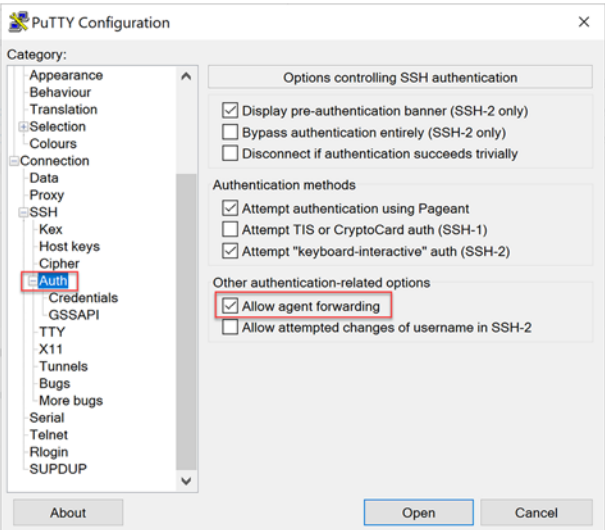 PuTTY Configuration
Category:
Appearance
Behaviour
Translation
Selection
Colours
Connection
Data
Proxy
SSH
Kex
Host keys
Cipher
Auth
Credentials
GSSAPI
TTY
X11
Tunnels
Bugs
More bugs
Serial
Telnet
Rlogin
SUPDUP
Options controlling SSH authentication
Display pre-authentication banner (SSH-2 only)
Bypass authentication entirely (SSH-2 only)
Disconnect if authentication succeeds trivially
Authentication methods
Attempt authentication using Pageant
Attempt TIS or CryptoCard auth (SSH-1)
Attempt "keyboard-interactive" auth (SSH-2)
Other authentication-related options
Allow agent forwarding
Allow attempted changes of username in SSH-2
About
Open
Cancel